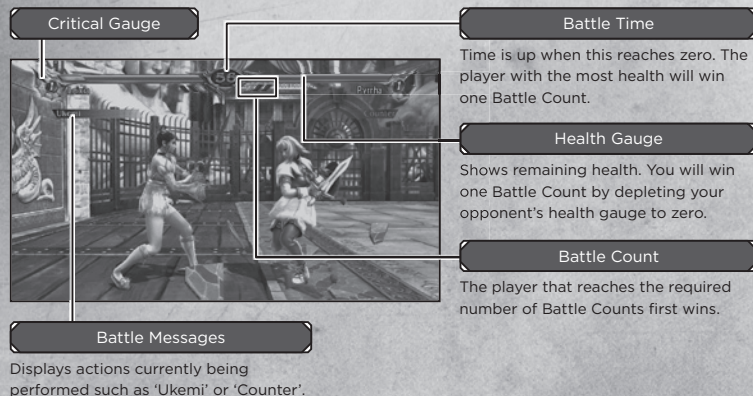 Critical Gauge
Battle Time
Time is up when this reaches zero. The
player with the most health will win
one Battle Count.
Pyrrha
Ukemi
Counter
Health Gauge
Shows remaining health. You will win
one Battle Count by depleting your
opponent’s health gauge to zero.
Battle Count
The player that reaches the required
number of Battle Counts first wins.
Battle Messages
Displays actions currently being
performed such as ‘Ukemi’ or ‘Counter’.